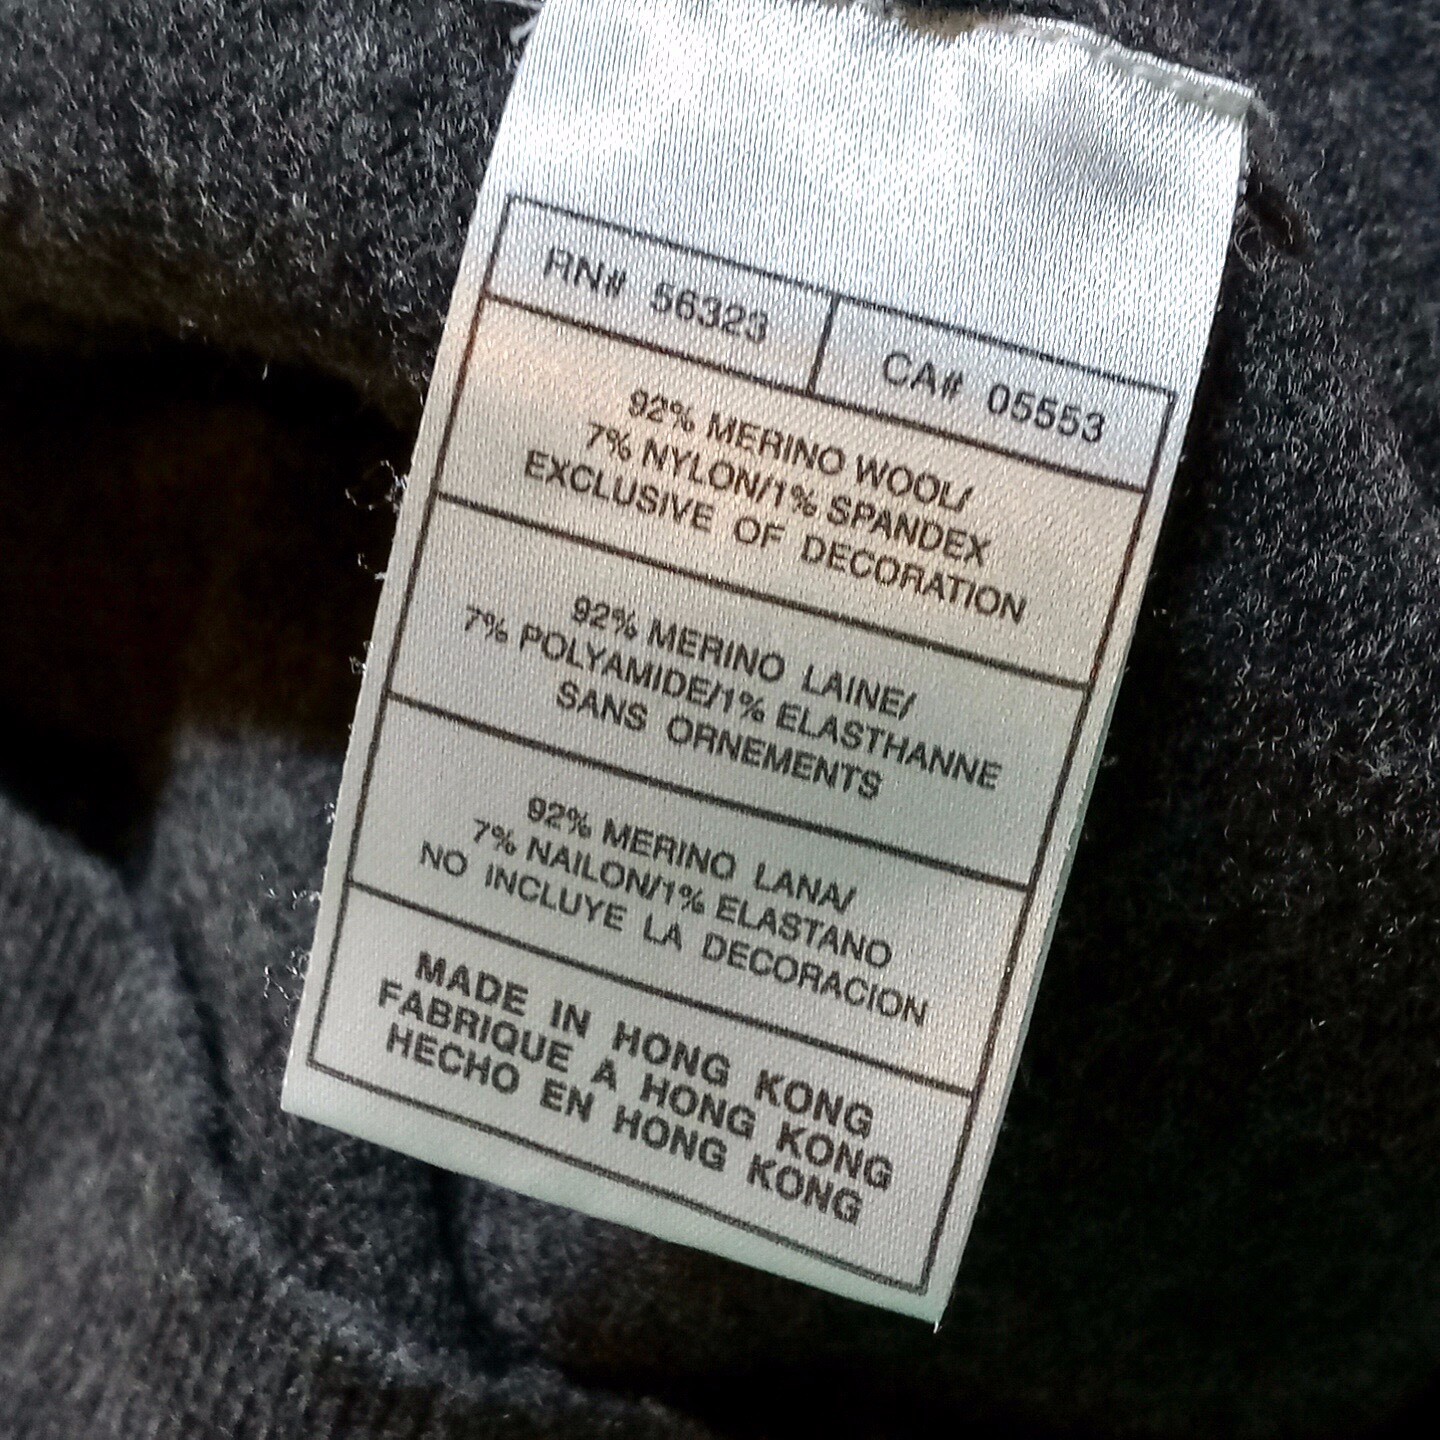 RN# 56323 CA# 05553
92% MERINO WOOL/
7% NYLON/1% SPANDEX
EXCLUSIVE OF DECORATION
92% MERINO LAINE/
7% POLYAMIDE/1% ELASTHANNE
SANS ORNEMENTS
92% MERINO LANA/
7% NAILON/1% ELASTANO
NO INCLUYE LA DECORACION
MADE IN HONG KONG
FABRIQUE A HONG KONG
HECHO EN HONG KONG